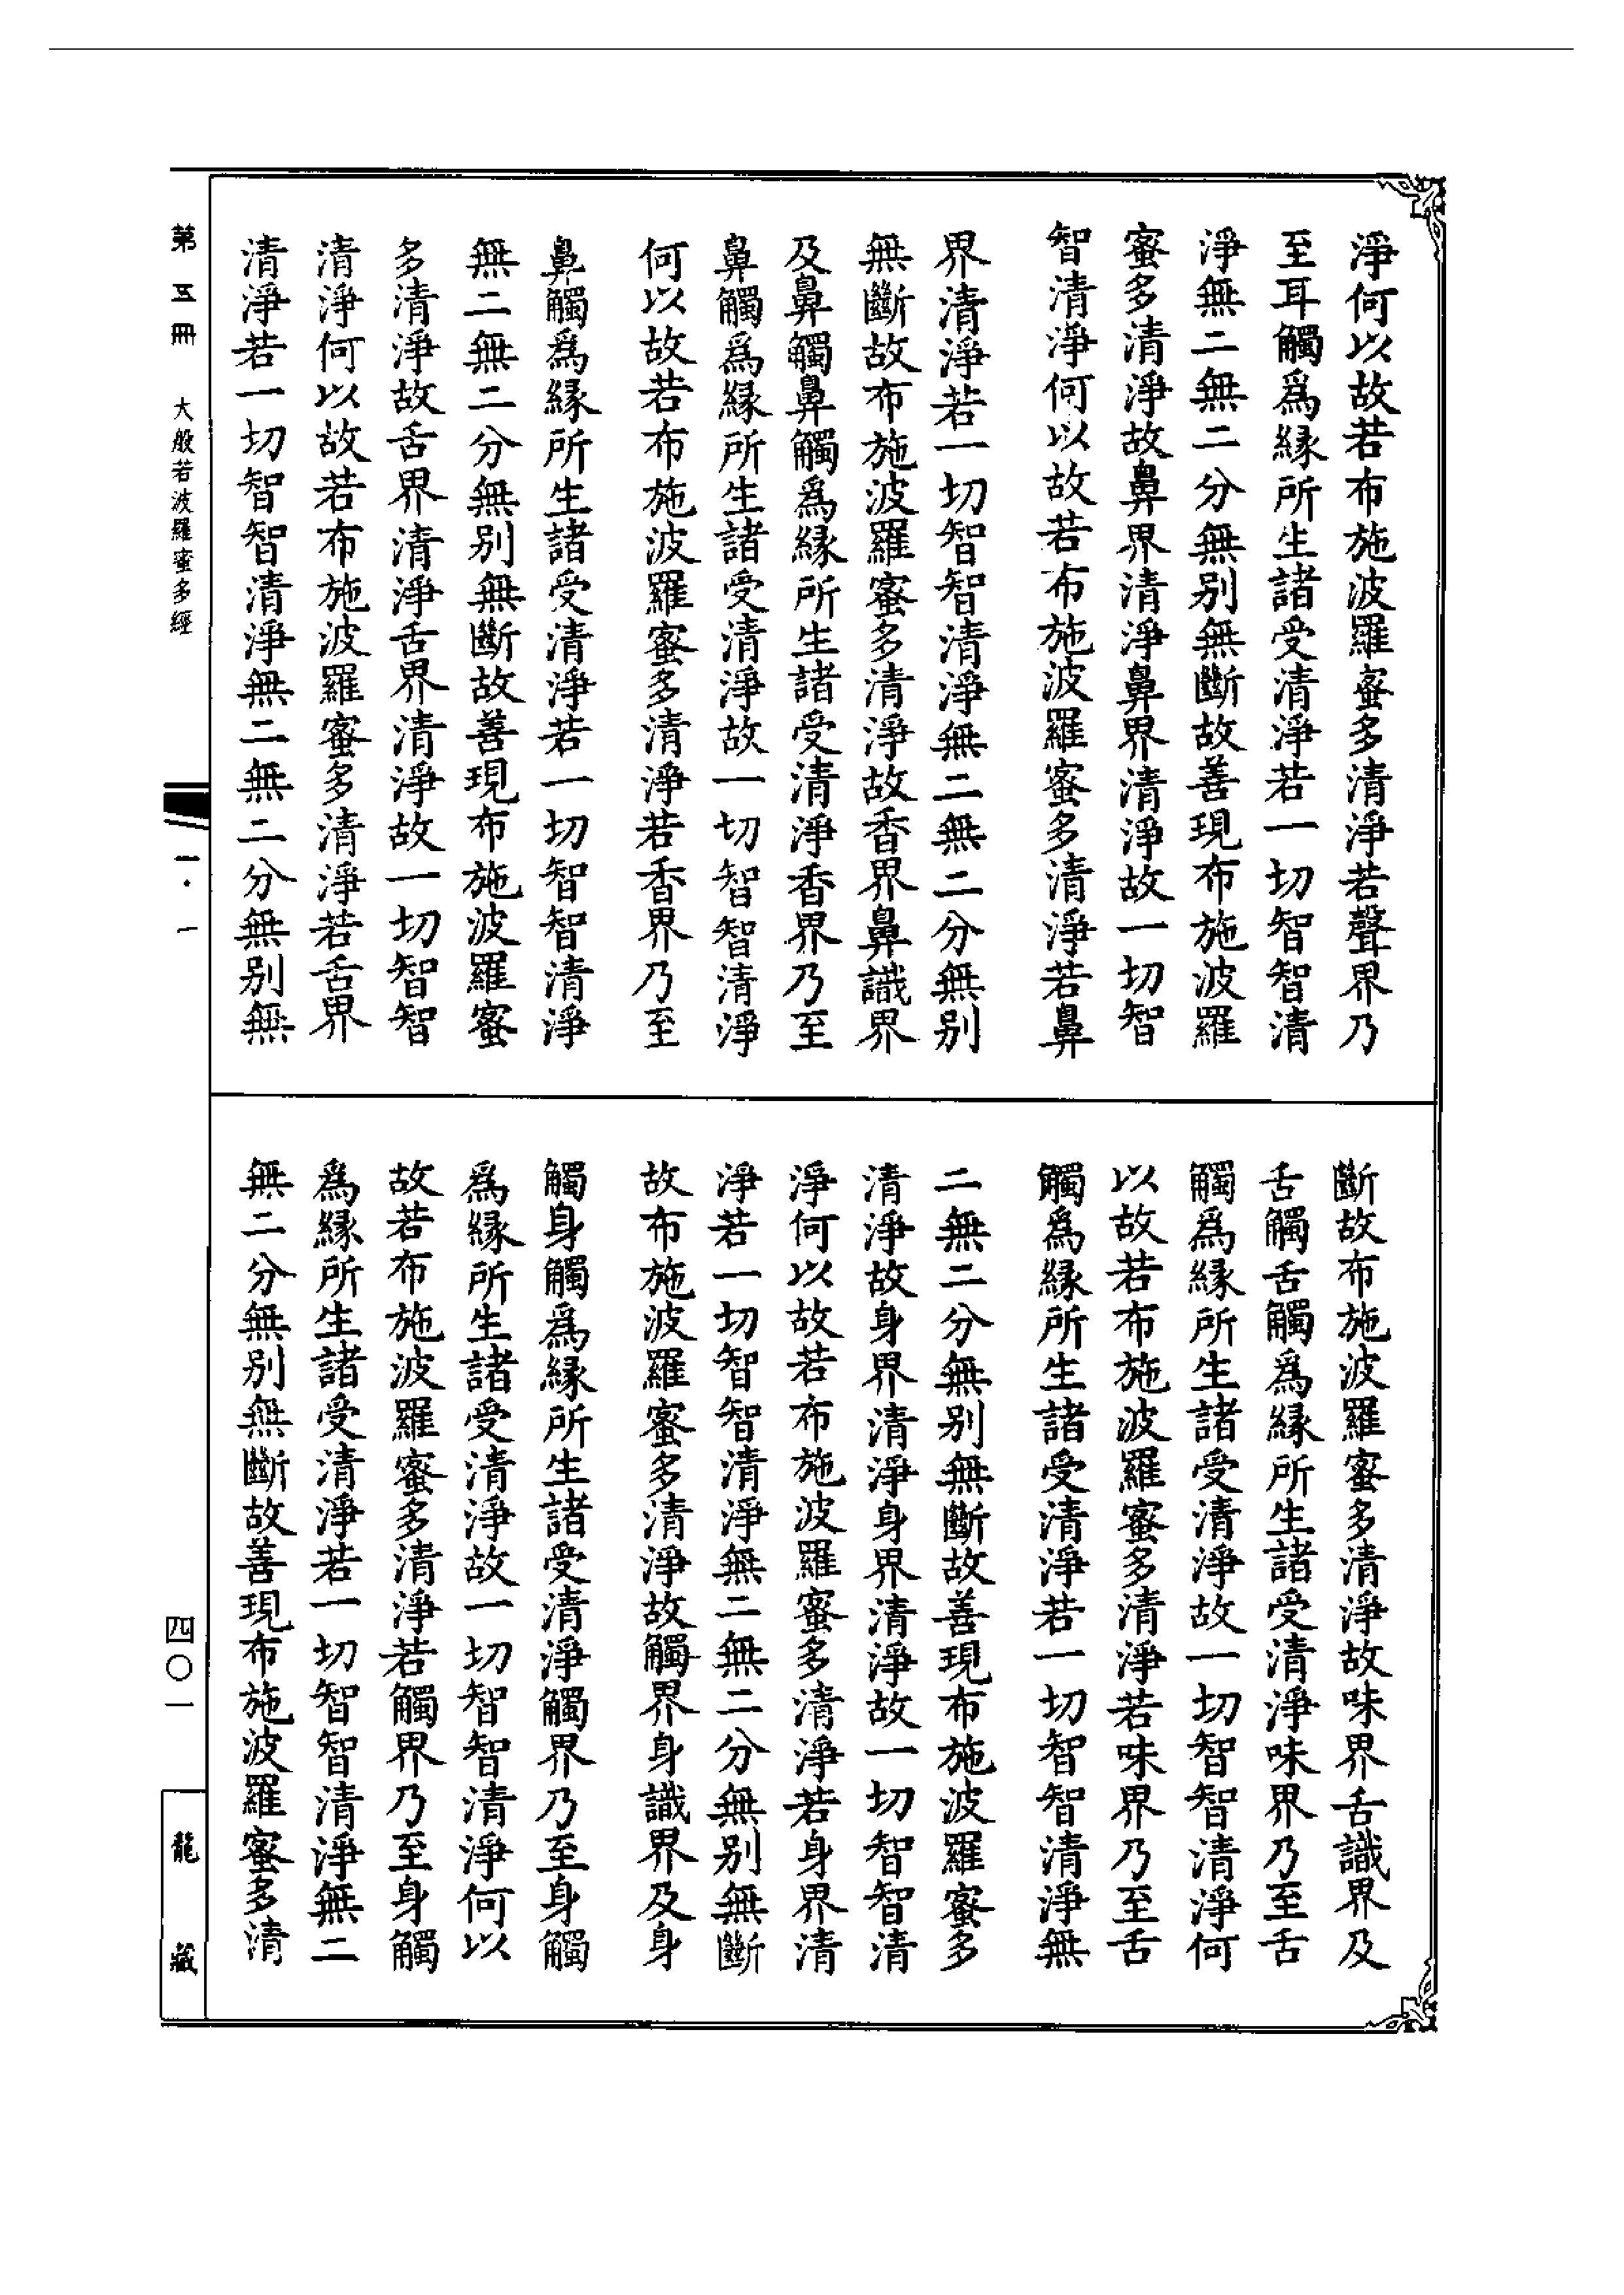 淨何以故若布施波羅蜜多清淨若聲界乃
至耳觸爲緣所生諸受清淨若一切智智清
淨無二無二分無别無斷故善現布施波羅
蜜多清淨故鼻界清淨鼻界清淨故一切智
智清淨何以故若布施波羅蜜多清淨若鼻
界清淨若一切智智清淨無二無二分無别
無斷故布施波羅蜜多清淨故香界鼻識界
及鼻觸鼻觸爲緣所生諸受清淨香界乃至
鼻觸爲緣所生諸受清淨故一切智智清淨
何以故若布施波羅蜜多清淨若香界乃至
鼻觸爲緣所生諸受清淨若一切智智清淨
無二無二分無别無斷故善現布施波羅蜜
多清淨故舌界清淨舌界清淨故一切智智
清淨何以故若布施波羅蜜多清淨若舌界
清淨若一切智智清淨無二無二分無别無
斷故布施波羅蜜多清淨故味界舌識界及
舌觸舌觸爲緣所生諸受清淨味界乃至舌
觸爲緣所生諸受清淨故一切智智清淨何
以故若布施波羅蜜多清淨若味界乃至舌
觸爲緣所生諸受清淨若一切智智清淨無
二無二分無别無斷故善現布施波羅蜜多
清淨故身界清淨身界清淨故一切智智清
淨何以故若布施波羅蜜多清淨若身界清
淨若一切智智清淨無二無二分無别無斷
故布施波羅蜜多清淨故觸界身識界及身
觸身觸爲緣所生諸受清淨觸界乃至身觸
爲緣所生諸受清淨故一切智智清淨何以
故若布施波羅蜜多清淨若觸界乃至身觸
爲緣所生諸受清淨若一切智智清淨無二
無二分無别無斷故善現布施波羅蜜多清
第五冊 大般若波羅蜜多經 一·一 四〇一 龍藏